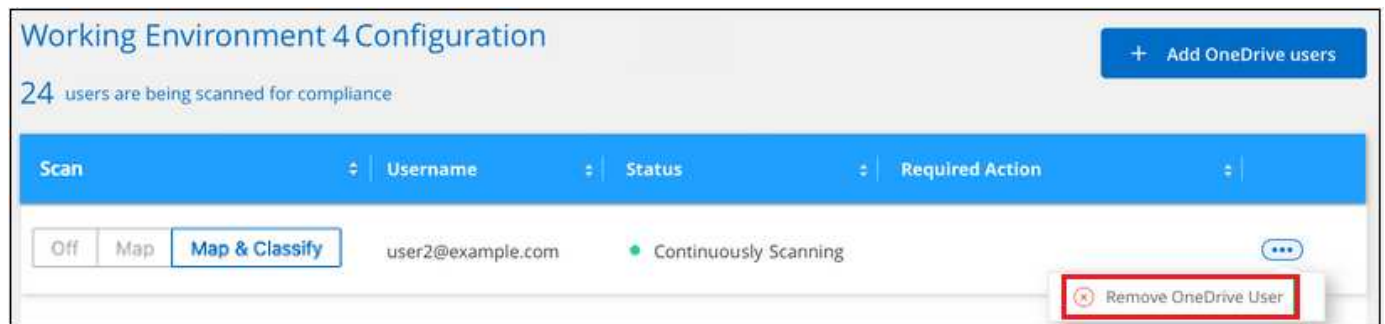 Working Environment 4 Configuration
+ Add OneDrive users
24 users are being scanned for compliance
Scan Username Status Required Action
Off Map Map & Classify user2@example.com Continuously Scanning
Remove OneDrive User